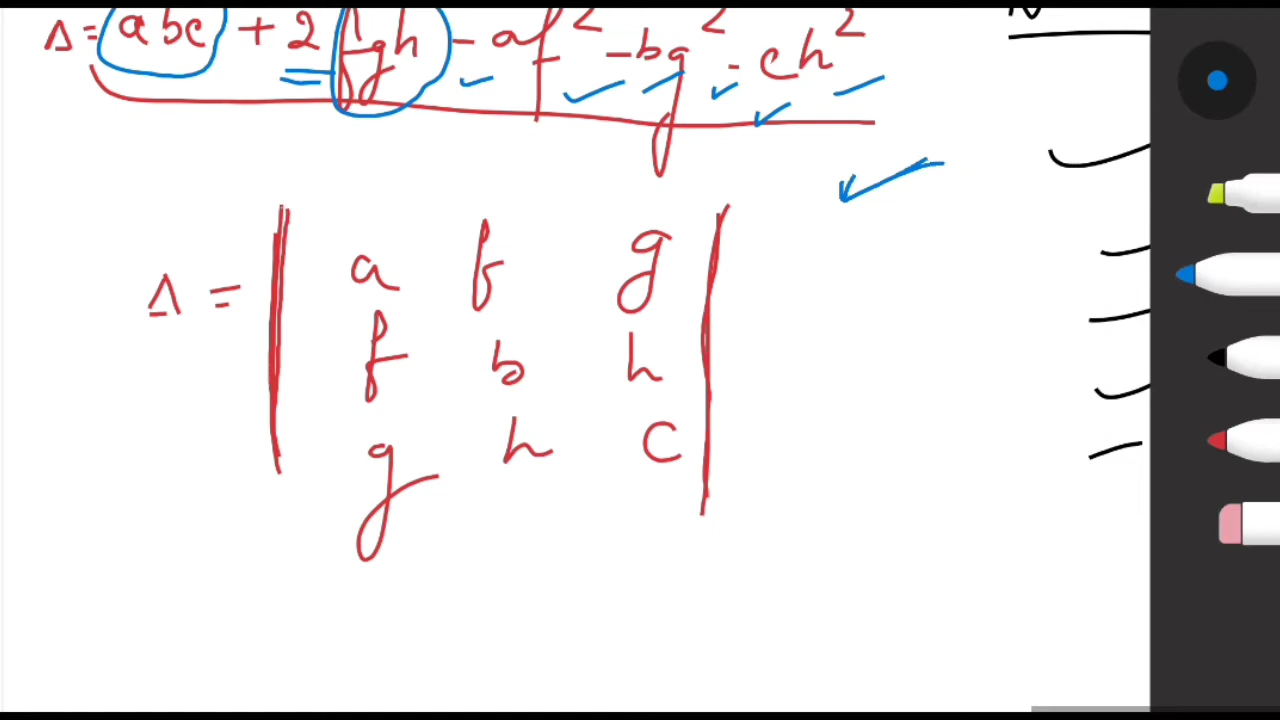 Δ = abc + 2fgh - af² - bg² - ch²
Δ = | a f g |
| f b h |
| g h c |